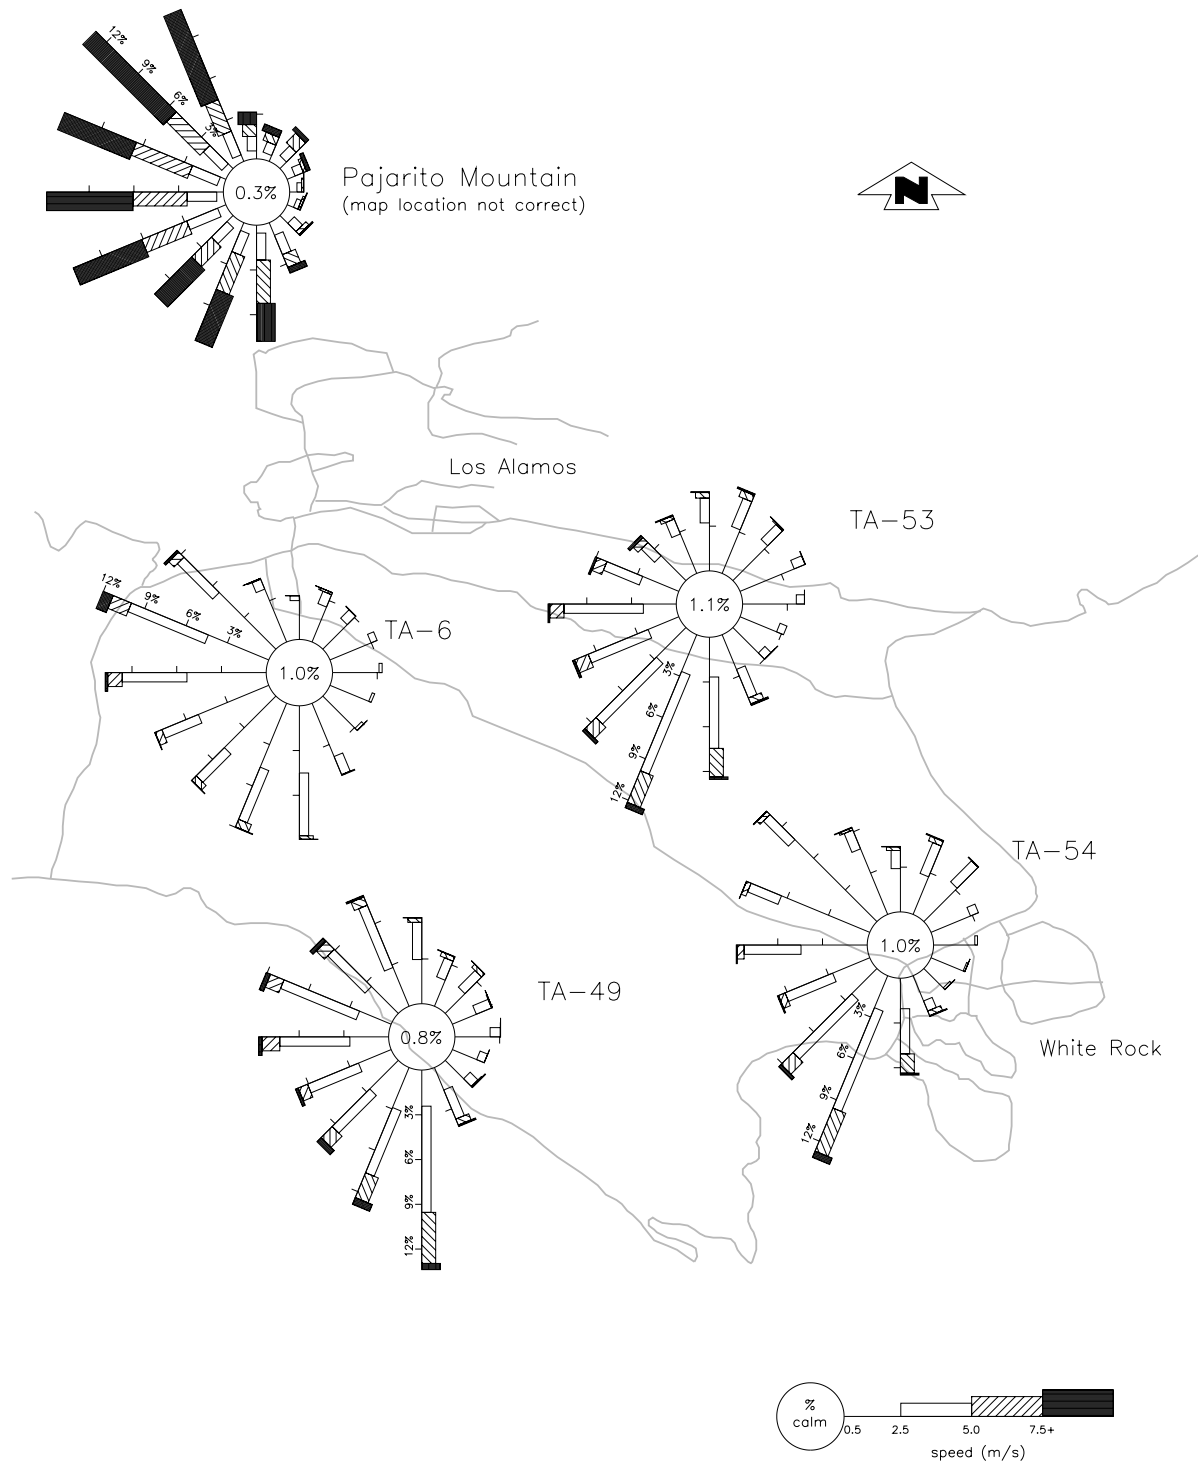 12%
9%
6%
3%
0.3%
Pajarito Mountain
(map location not correct)
N
Los Alamos
TA-53
1.1%
3%
6%
9%
12%
12%
9%
6%
3%
TA-6
1.0%
TA-54
1.0%
3%
6%
9%
12%
White Rock
TA-49
0.8%
3%
6%
9%
12%
%
calm
0.5 2.5 5.0 7.5+
speed (m/s)